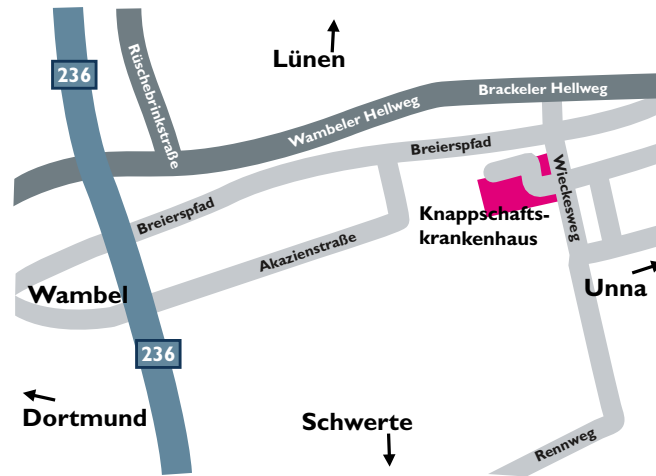 Lünen
236
Rüschebrinkstraße
Brackeler Hellweg
Wambeler Hellweg
Breierspfad
Wieckesweg
Breierspfad
Knappschafts-
krankenhaus
Akazienstraße
Wambel
Unna
236
Dortmund
Schwerte
Rennweg